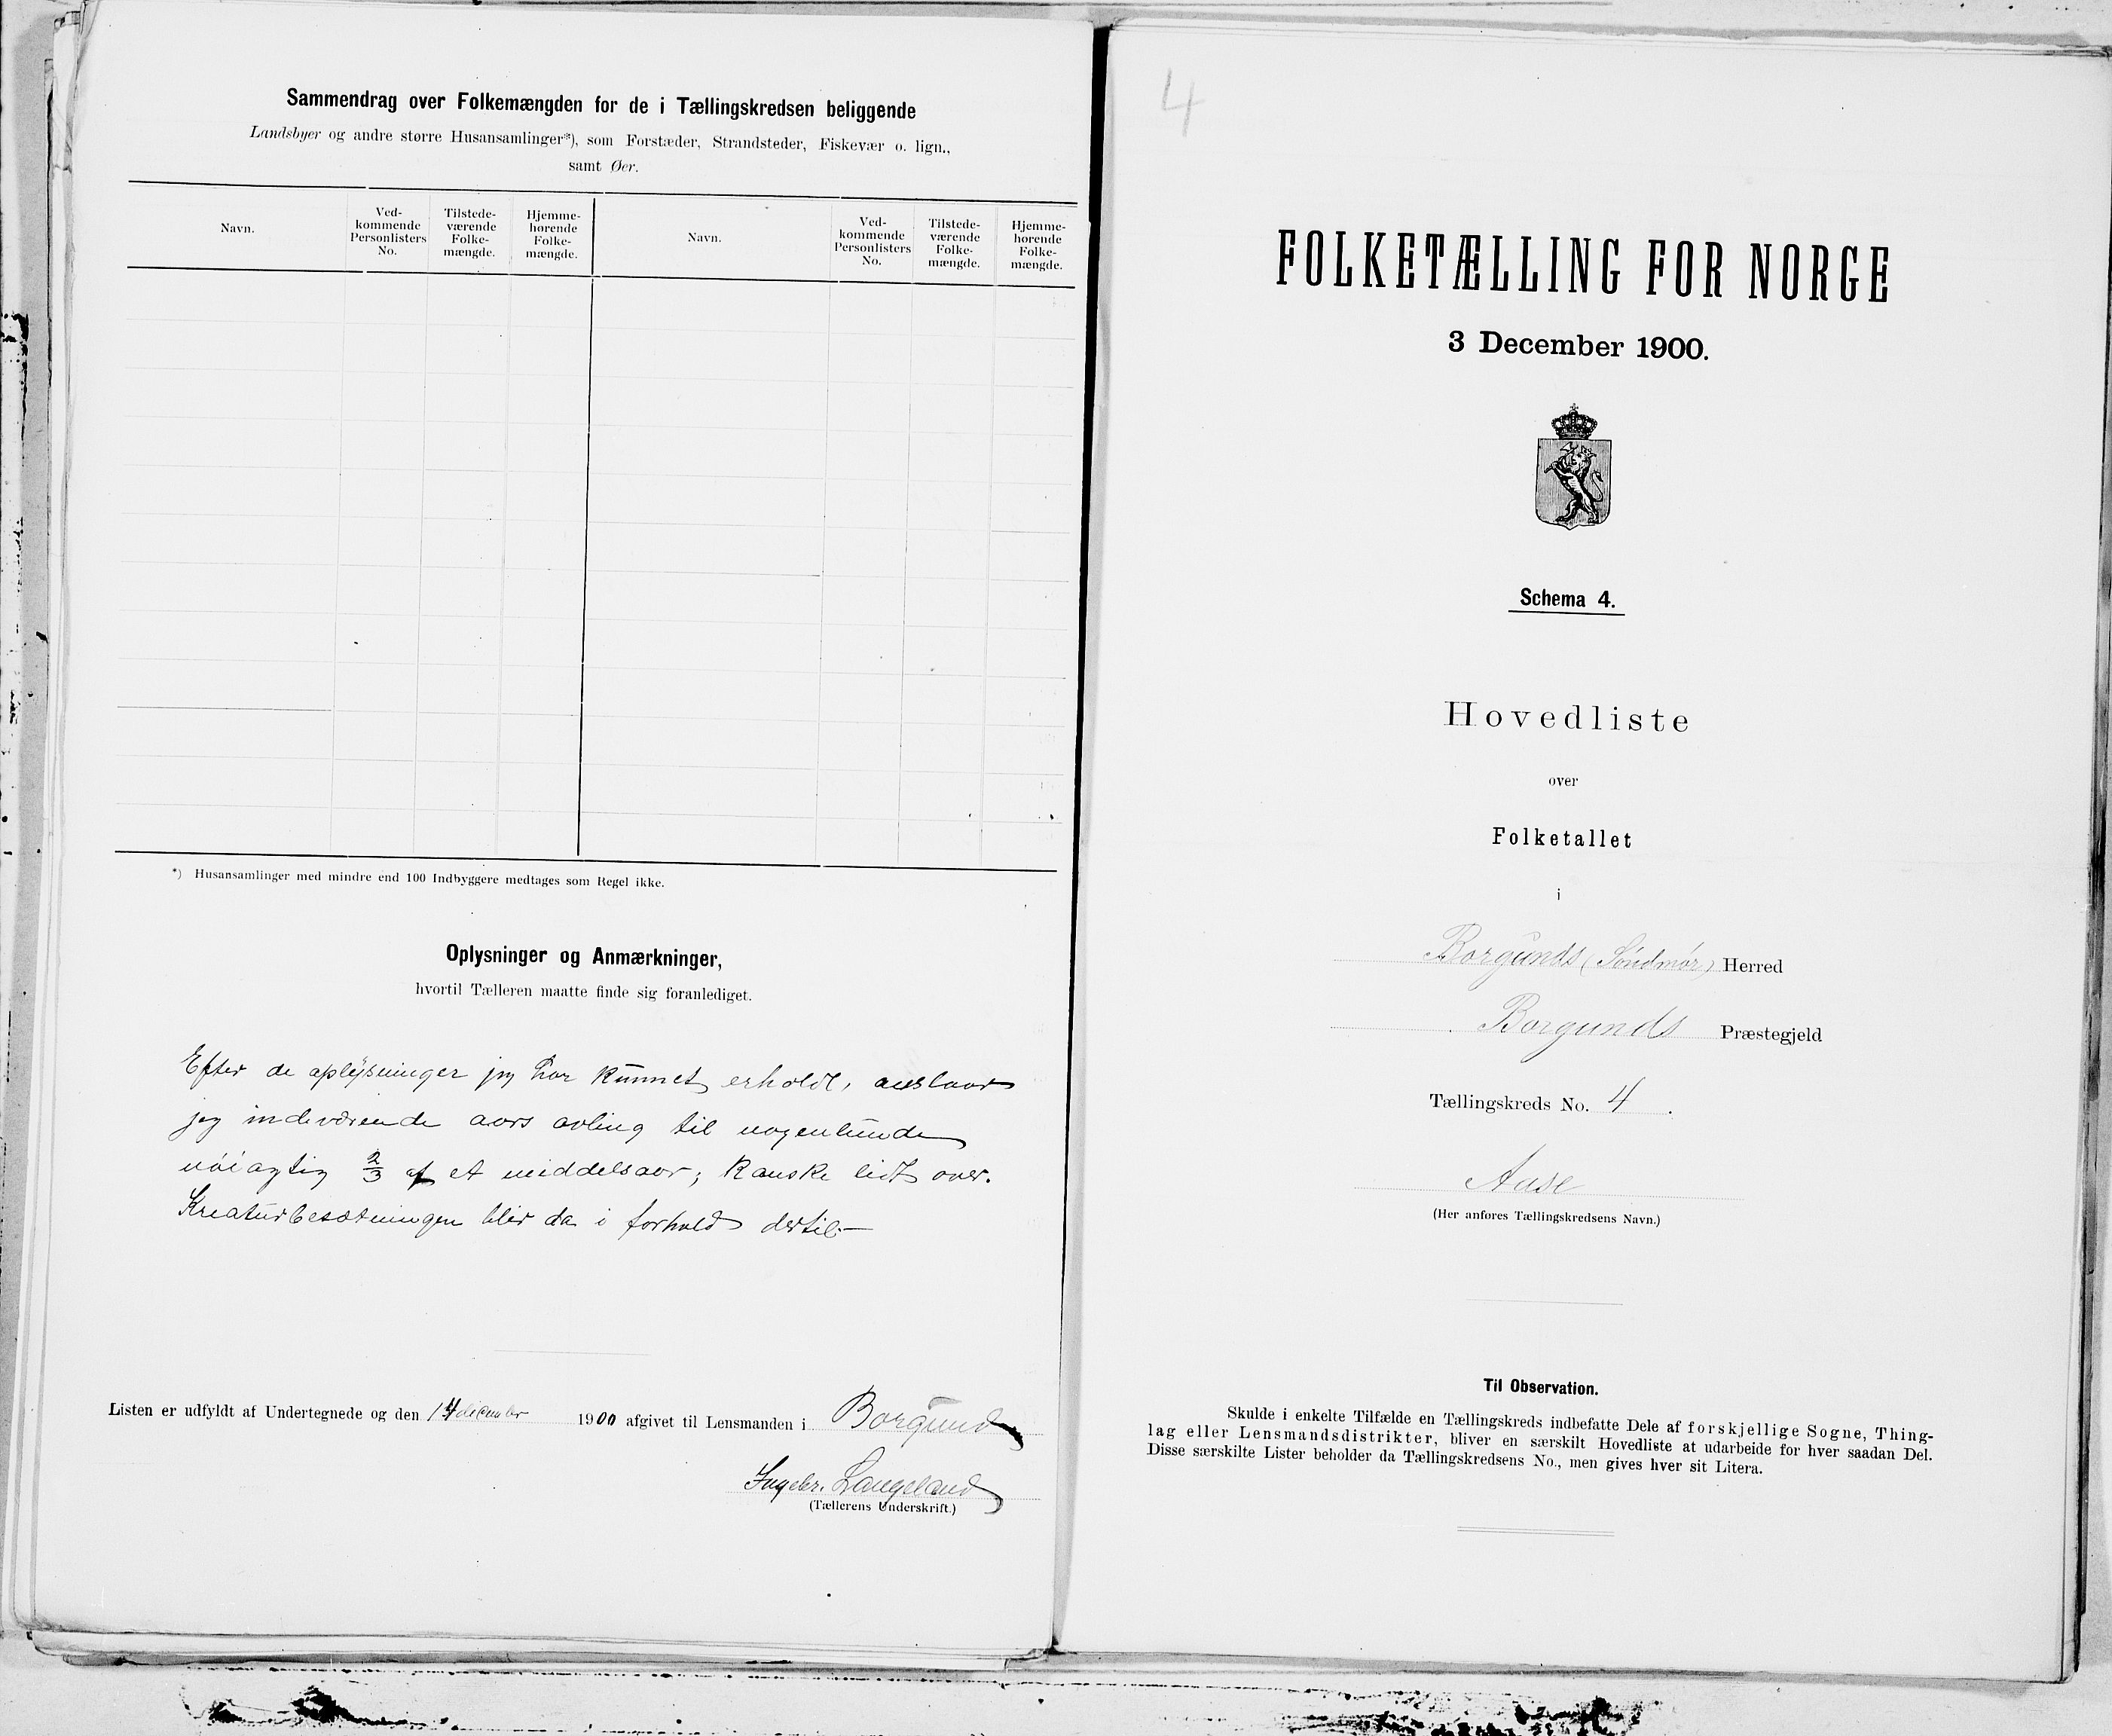 Sammendrag over Folkemængden for de i Tællingskredsen beliggende
Landsbyer og andre større Husansamlinger*), som Forstæder, Strandsteder, Fiskevær o. lign.,
samt Øer.
Navn.
Ved-
kommende
Personlisters
No.
Tilstede-
værende
Folke-
mængde.
Hjemme-
hørende
Folke-
mængde.
Navn.
Ved-
kommende
Personlisters
No.
Tilstede-
værende
Folke-
mængde.
Hjemme-
hørende
Folke-
mængde.
*) Husansamlinger med mindre end 100 Indbyggere medtages som Regel ikke.
Oplysninger og Anmærkninger,
hvortil Tælleren maatte finde sig foranlediget.
Efter de oplysninger jeg har kunnet erholdt, anslaar
jeg indeværende aars avling til nogenlunde
nøiagtig 2/3 af et middelsaar; kanske lidt over.
Kreaturbesætningen blir da i forhold dertil—
Listen er udfyldt af Undertegnede og den 14 december 1900 afgivet til Lensmanden i Borgund
Ingebr. Langeland
(Tællerens Underskrift.)
4
FOLKETÆLLING FOR NORGE
3 December 1900.
Schema 4.
Hovedliste
over
Folketallet
i
Borgunds (Søndmør) Herred
Borgunds Præstegjeld
Tællingskreds No. 4.
Aase
(Her anføres Tællingskredsens Navn.)
Til Observation.
Skulde i enkelte Tilfælde en Tællingskreds indbefatte Dele af forskjellige Sogne, Thing-
lag eller Lensmandsdistrikter, bliver en særskilt Hovedliste at udarbeide for hver saadan Del.
Disse særskilte Lister beholder da Tællingskredsens No., men gives hver sit Litera.